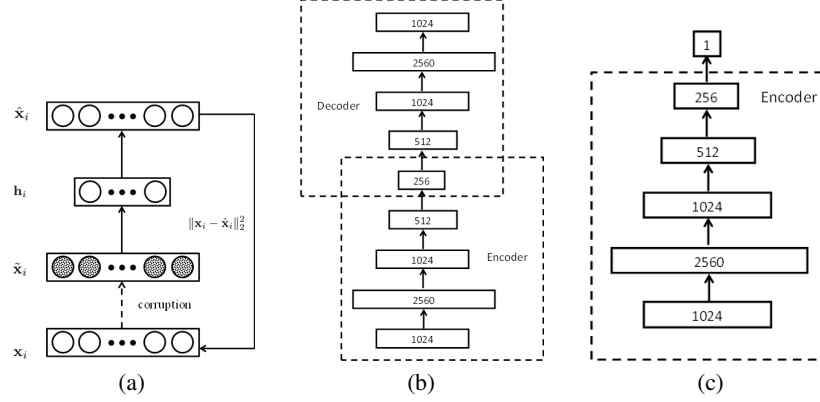 x̂ᵢ
hᵢ
‖xᵢ − x̂ᵢ‖₂²
x̃ᵢ
corruption
xᵢ
(a)
1024
2560
Decoder
1024
512
256
512
1024
Encoder
2560
1024
(b)
1
256
Encoder
512
1024
2560
1024
(c)